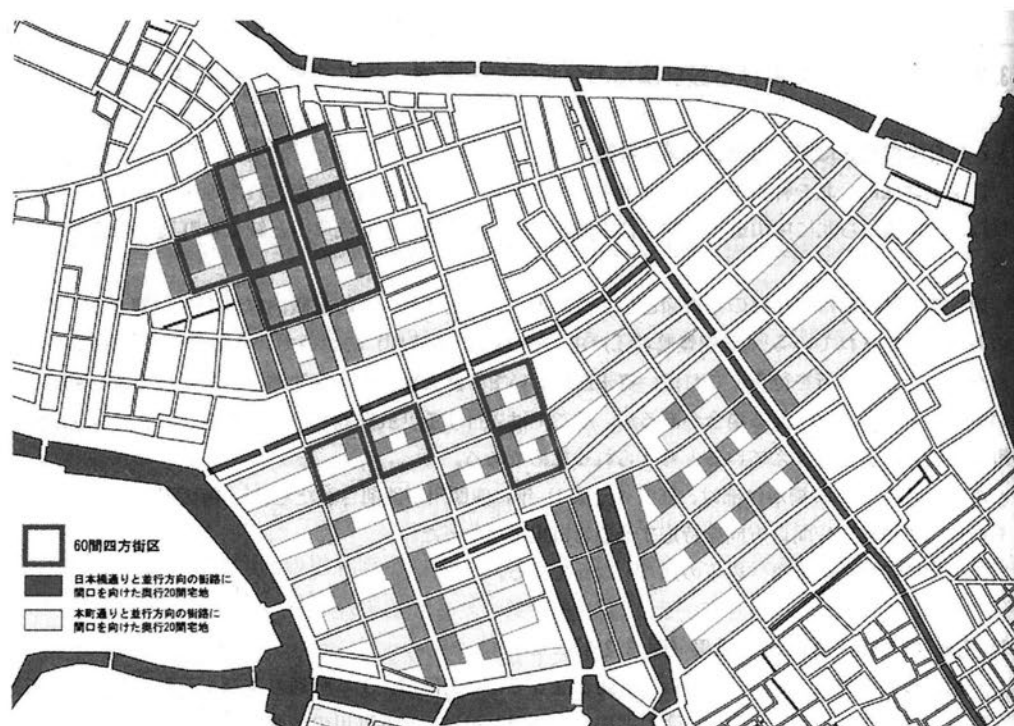 60間四方街区
日本橋通りと並行方向の街路に
間口を向けた奥行20間宅地
本町通りと並行方向の街路に
間口を向けた奥行20間宅地